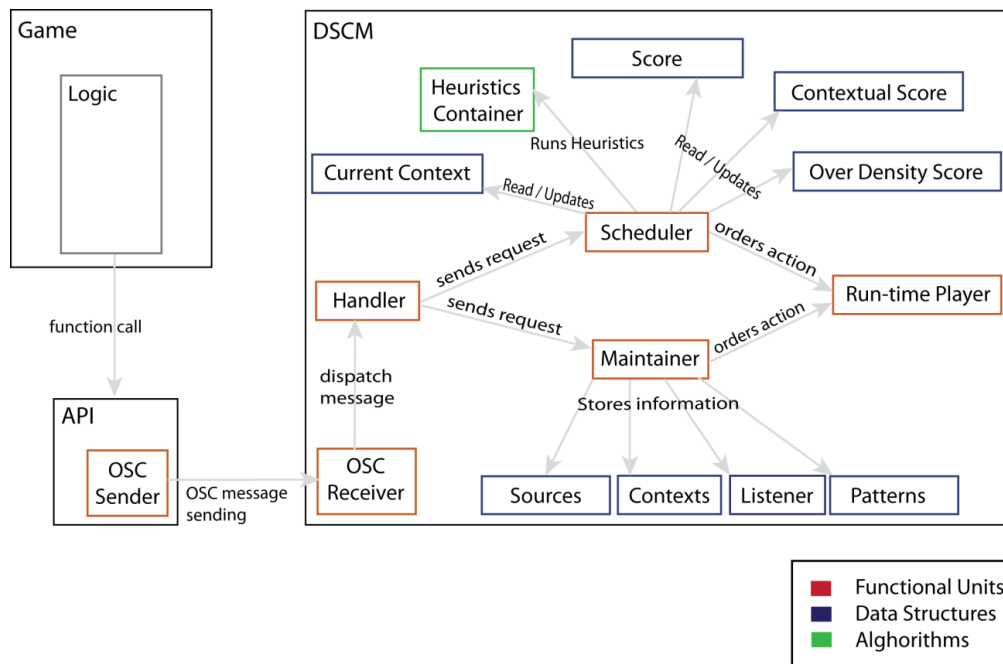 Game
Logic
function call
API
OSC
Sender
OSC message
sending
DSCM
Score
Heuristics
Container
Contextual Score
Runs Heuristics
Read / Updates
Current Context
Read / Updates
Over Density Score
Scheduler
sends request
orders action
Handler
sends request
Run-time Player
orders action
Maintainer
dispatch
message
Stores information
OSC
Receiver
Sources
Contexts
Listener
Patterns
Functional Units
Data Structures
Alghorithms